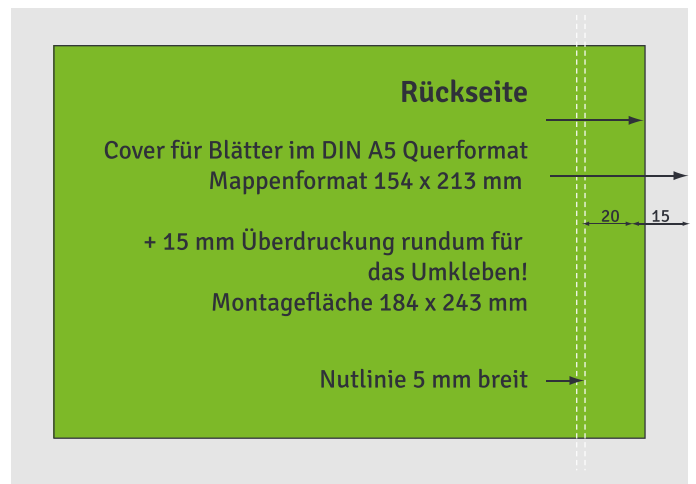 Rückseite
Cover für Blätter im DIN A5 Querformat
Mappenformat 154 x 213 mm
20
15
+ 15 mm Überdruckung rundum für
das Umkleben!
Montagefläche 184 x 243 mm
Nutlinie 5 mm breit